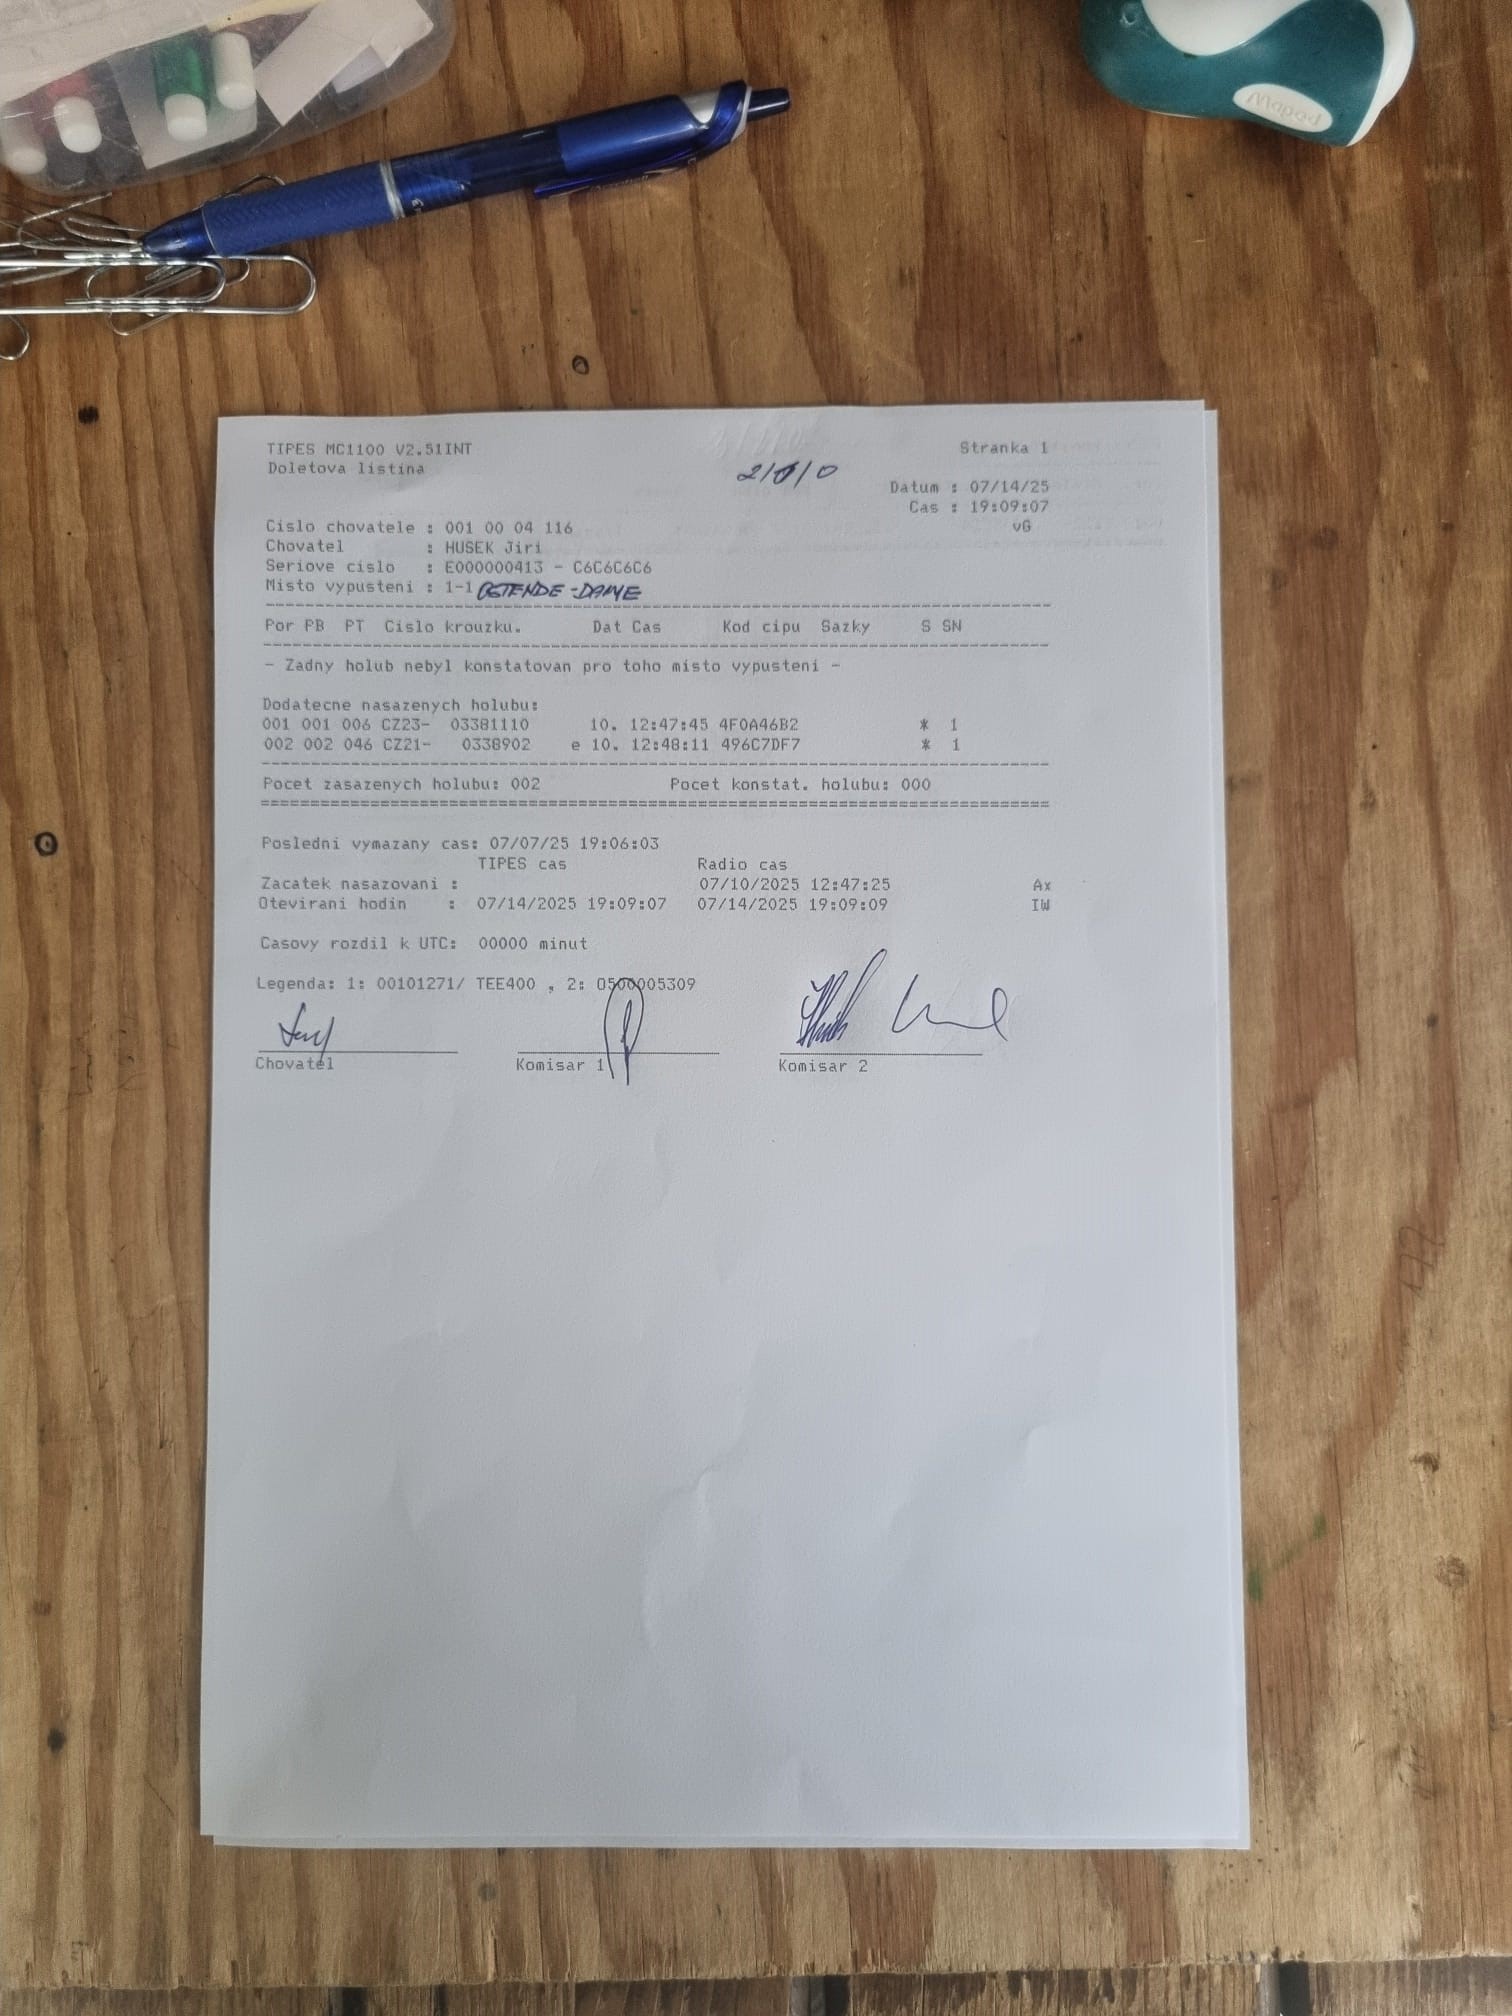 Maped
TIPES MC1100 V2.51INT Stranka 1
Doletova listina 2/0/0
Datum : 07/14/25
Cas : 19:09:07
Cislo chovatele : 001 00 04 116 vG
Chovatel : HUSEK Jiri
Seriove cislo : E000000413 - C6C6C6C6
Misto vypusteni : 1-1 OSTENDE-DAME
Por PB PT Cislo krouzku. Dat Cas Kod cipu Sazky S SN
- Zadny holub nebyl konstatovan pro toho misto vypusteni -
Dodatecne nasazenych holubu:
001 001 006 CZ23- 03381110 10. 12:47:45 4F0A46B2 * 1
002 002 046 CZ21- 0338902 e 10. 12:48:11 496C7DF7 * 1
Pocet zasazenych holubu: 002 Pocet konstat. holubu: 000
Posledni vymazany cas: 07/07/25 19:06:03
TIPES cas Radio cas
Zacatek nasazovani : 07/10/2025 12:47:25 Ax
Otevirani hodin : 07/14/2025 19:09:07 07/14/2025 19:09:09 IW
Casovy rozdil k UTC: 00000 minut
Legenda: 1: 00101271/ TEE400 , 2: 0500005309
Chovatel Komisar 1 Komisar 2